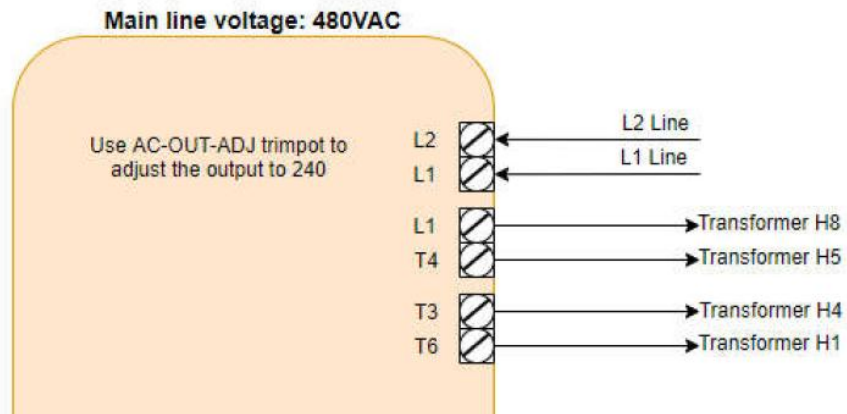 Main line voltage: 480VAC
Use AC-OUT-ADJ trimpot to
adjust the output to 240
L2
L2 Line
L1
L1 Line
L1
Transformer H8
T4
Transformer H5
T3
Transformer H4
T6
Transformer H1